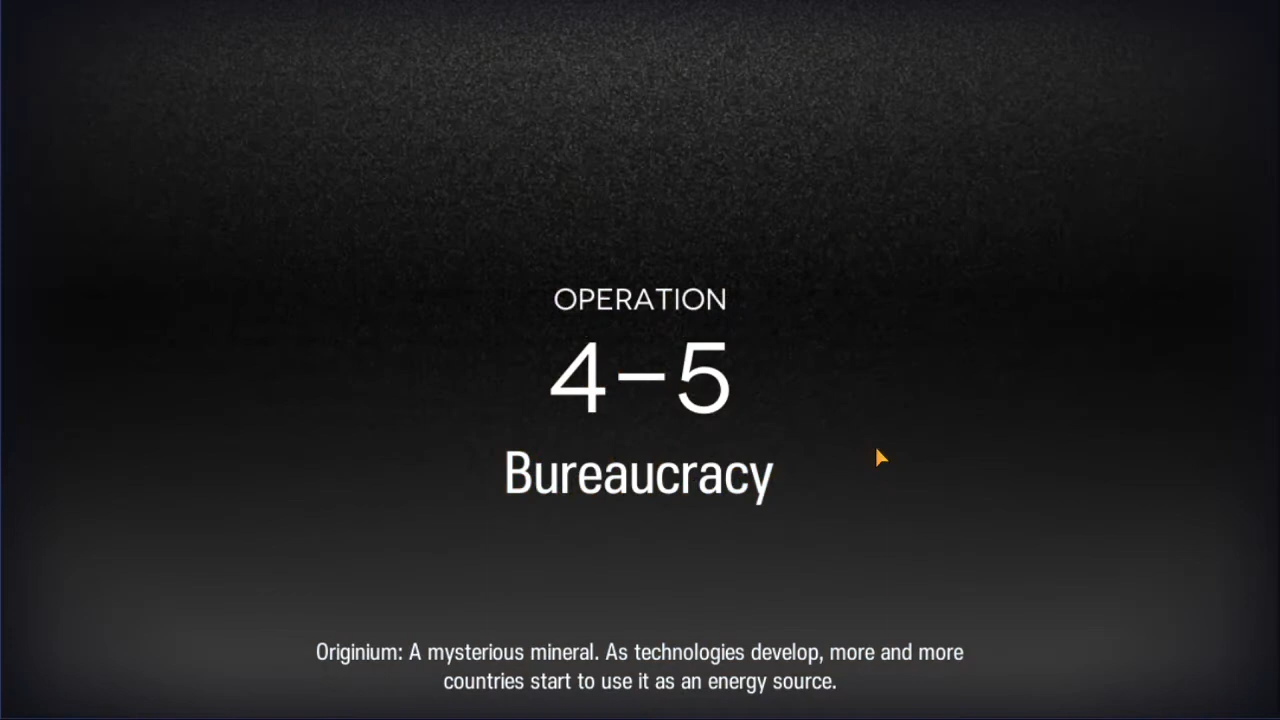 OPERATION
4–5
Bureaucracy
Originium: A mysterious mineral. As technologies develop, more and more
countries start to use it as an energy source.